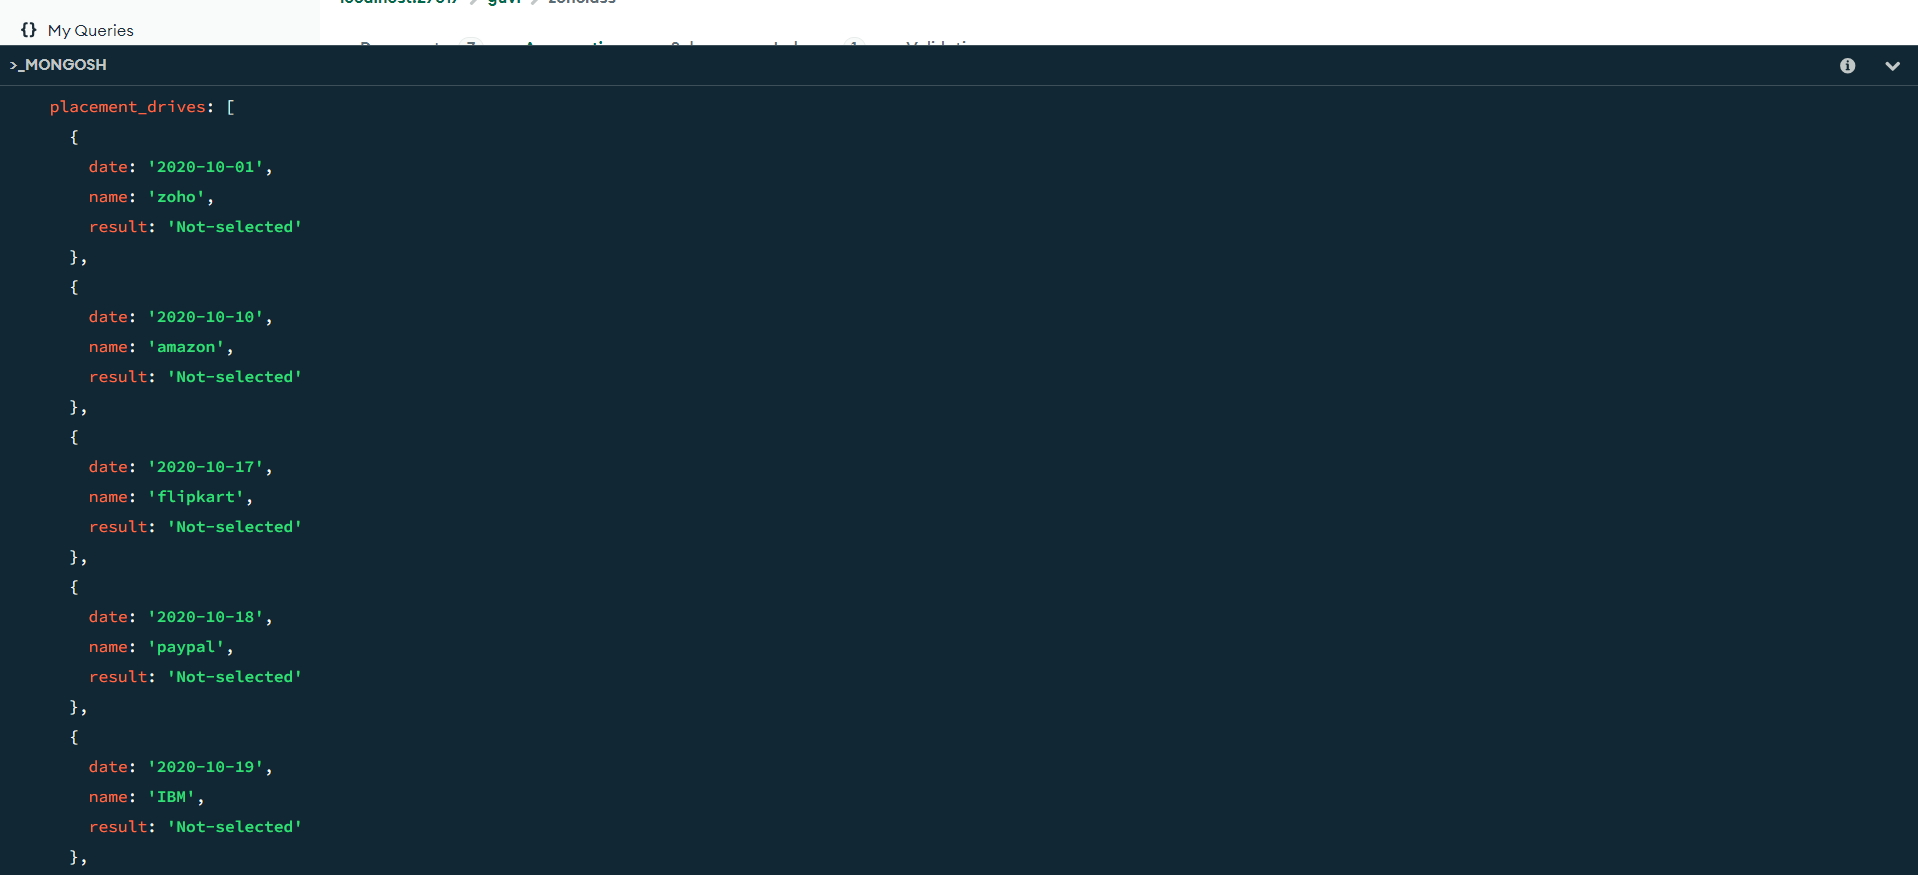 {} My Queries
>_MONGOSH
placement_drives: [
{
date: '2020-10-01',
name: 'zoho',
result: 'Not-selected'
},
{
date: '2020-10-10',
name: 'amazon',
result: 'Not-selected'
},
{
date: '2020-10-17',
name: 'flipkart',
result: 'Not-selected'
},
{
date: '2020-10-18',
name: 'paypal',
result: 'Not-selected'
},
{
date: '2020-10-19',
name: 'IBM',
result: 'Not-selected'
},